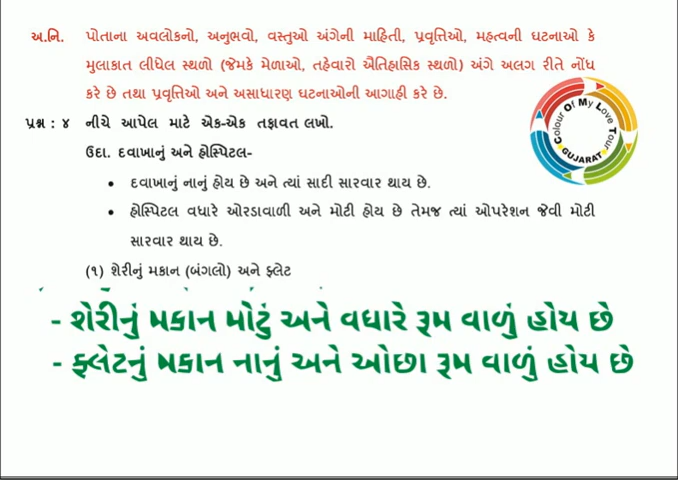 અ.નિ. પોતાના અવલોકનો, અનુભવો, વસ્તુઓ અંગેની માહિતી, પ્રવૃત્તિઓ, મહત્વની ઘટનાઓ કે
મુલાકાત લીધેલ સ્થળો (જેમકે મેળાઓ, તહેવારો ઐતિહાસિક સ્થળો) અંગે અલગ રીતે નોંધ
કરે છે તથા પ્રવૃત્તિઓ અને અસાધારણ ઘટનાઓની આગાહી કરે છે.
પ્રશ્ન : ૪ નીચે આપેલ માટે એક-એક તફાવત લખો.
ઉદા. દવાખાનું અને હોસ્પિટલ-
• દવાખાનું નાનું હોય છે અને ત્યાં સાદી સારવાર થાય છે.
• હોસ્પિટલ વધારે ઓરડાવાળી અને મોટી હોય છે તેમજ ત્યાં ઓપરેશન જેવી મોટી
સારવાર થાય છે.
(૧) શેરીનું મકાન (બંગલો) અને ફ્લેટ
- શેરીનું મકાન મોટું અને વધારે રૂમ વાળું હોય છે
- ફ્લેટનું મકાન નાનું અને ઓછા રૂમ વાળું હોય છે
Colour Of My Love Tour
GUJARAT